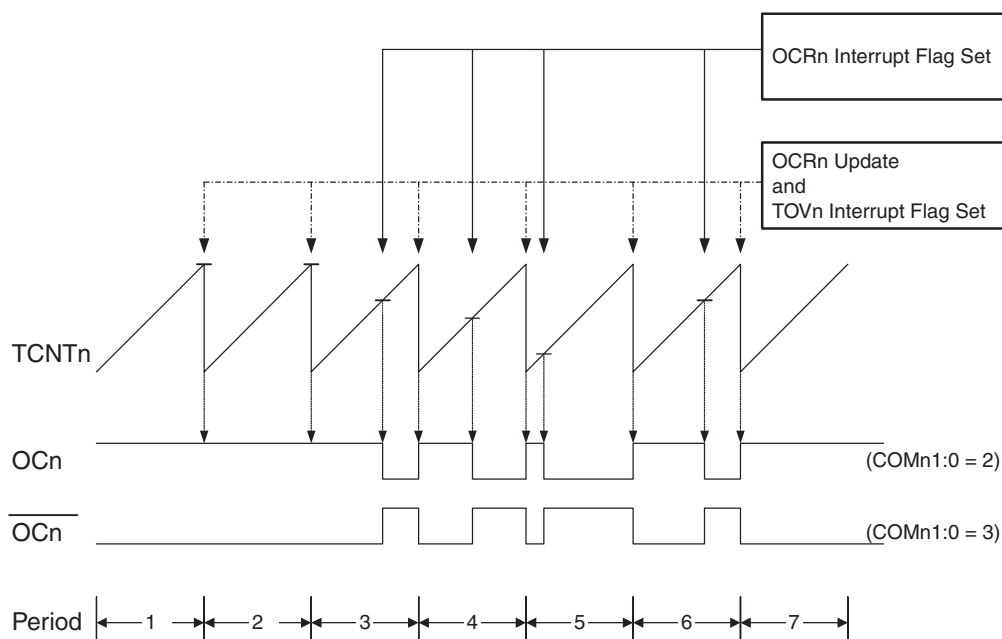 OCRn Interrupt Flag Set
OCRn Update
and
TOVn Interrupt Flag Set
TCNTn
OCn
(COMn1:0 = 2)
OCn
(COMn1:0 = 3)
Period
1
2
3
4
5
6
7